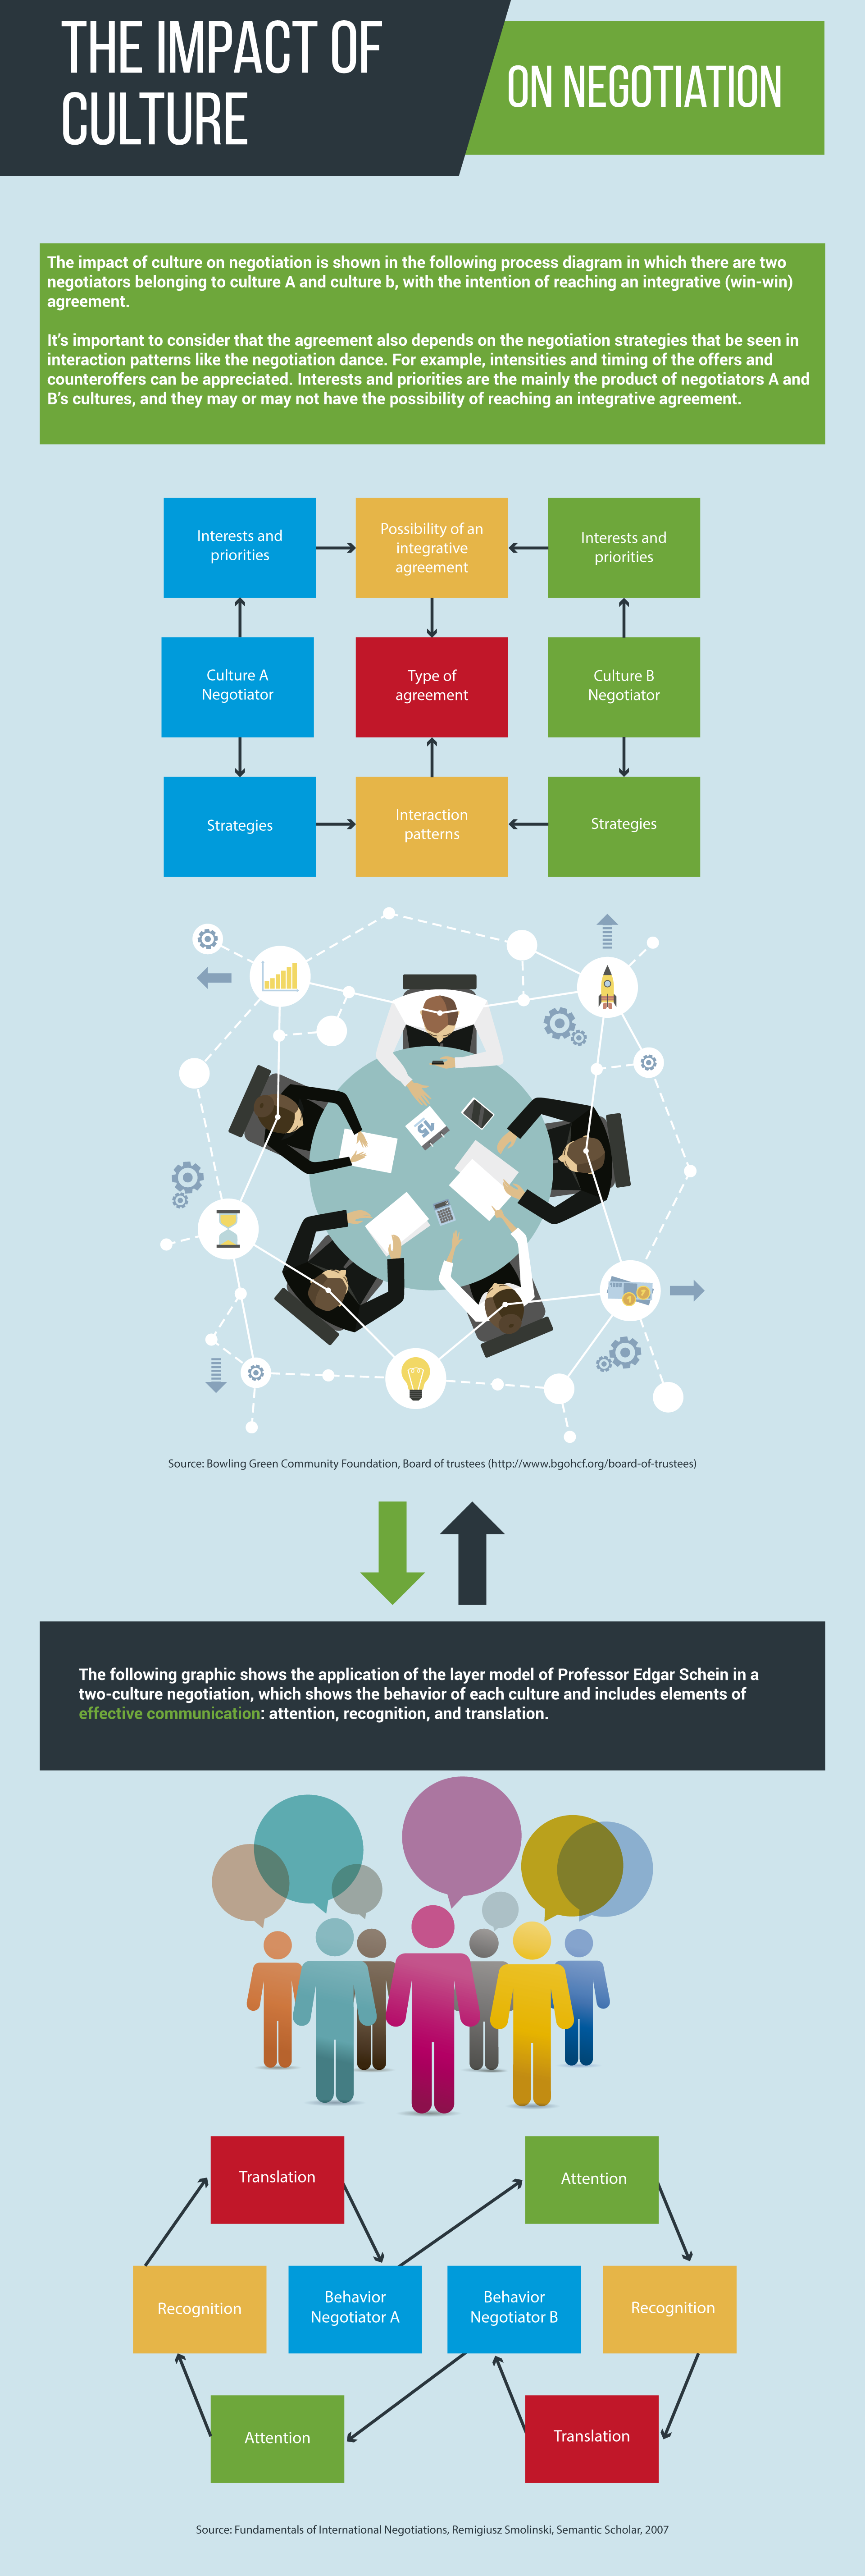 THE IMPACT OF
CULTURE
ON NEGOTIATION
The impact of culture on negotiation is shown in the following process diagram in which there are two
negotiators belonging to culture A and culture b, with the intention of reaching an integrative (win-win)
agreement.
It's important to consider that the agreement also depends on the negotiation strategies that be seen in
interaction patterns like the negotiation dance. For example, intensities and timing of the offers and
counteroffers can be appreciated. Interests and priorities are the mainly the product of negotiators A and
B's cultures, and they may or may not have the possibility of reaching an integrative agreement.
Interests and
priorities
Possibility of an
integrative
agreement
Interests and
priorities
Culture A
Negotiator
Type of
agreement
Culture B
Negotiator
Strategies
Interaction
patterns
Strategies
15
Source: Bowling Green Community Foundation, Board of trustees (http://www.bgohcf.org/board-of-trustees)
The following graphic shows the application of the layer model of Professor Edgar Schein in a
two-culture negotiation, which shows the behavior of each culture and includes elements of
effective communication: attention, recognition, and translation.
Translation
Attention
Recognition
Behavior
Negotiator A
Behavior
Negotiator B
Recognition
Attention
Translation
Source: Fundamentals of International Negotiations, Remigiusz Smolinski, Semantic Scholar, 2007